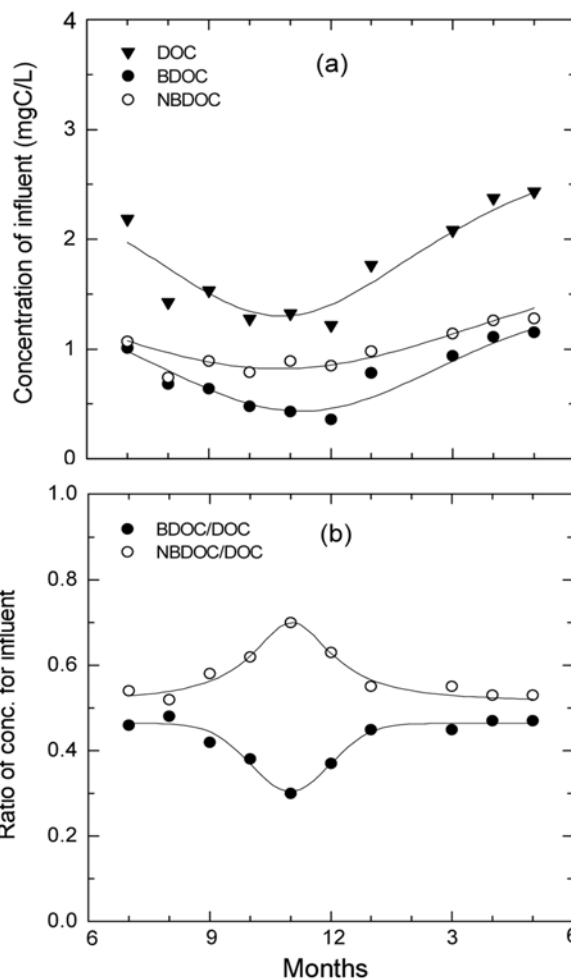 4
3
2
1
0
Concentration of influent (mgC/L)
DOC
BDOC
NBDOC
(a)
1.0
0.8
0.6
0.4
0.2
0.0
Ratio of conc. for influent
BDOC/DOC
NBDOC/DOC
(b)
6 9 12 3 6
Months